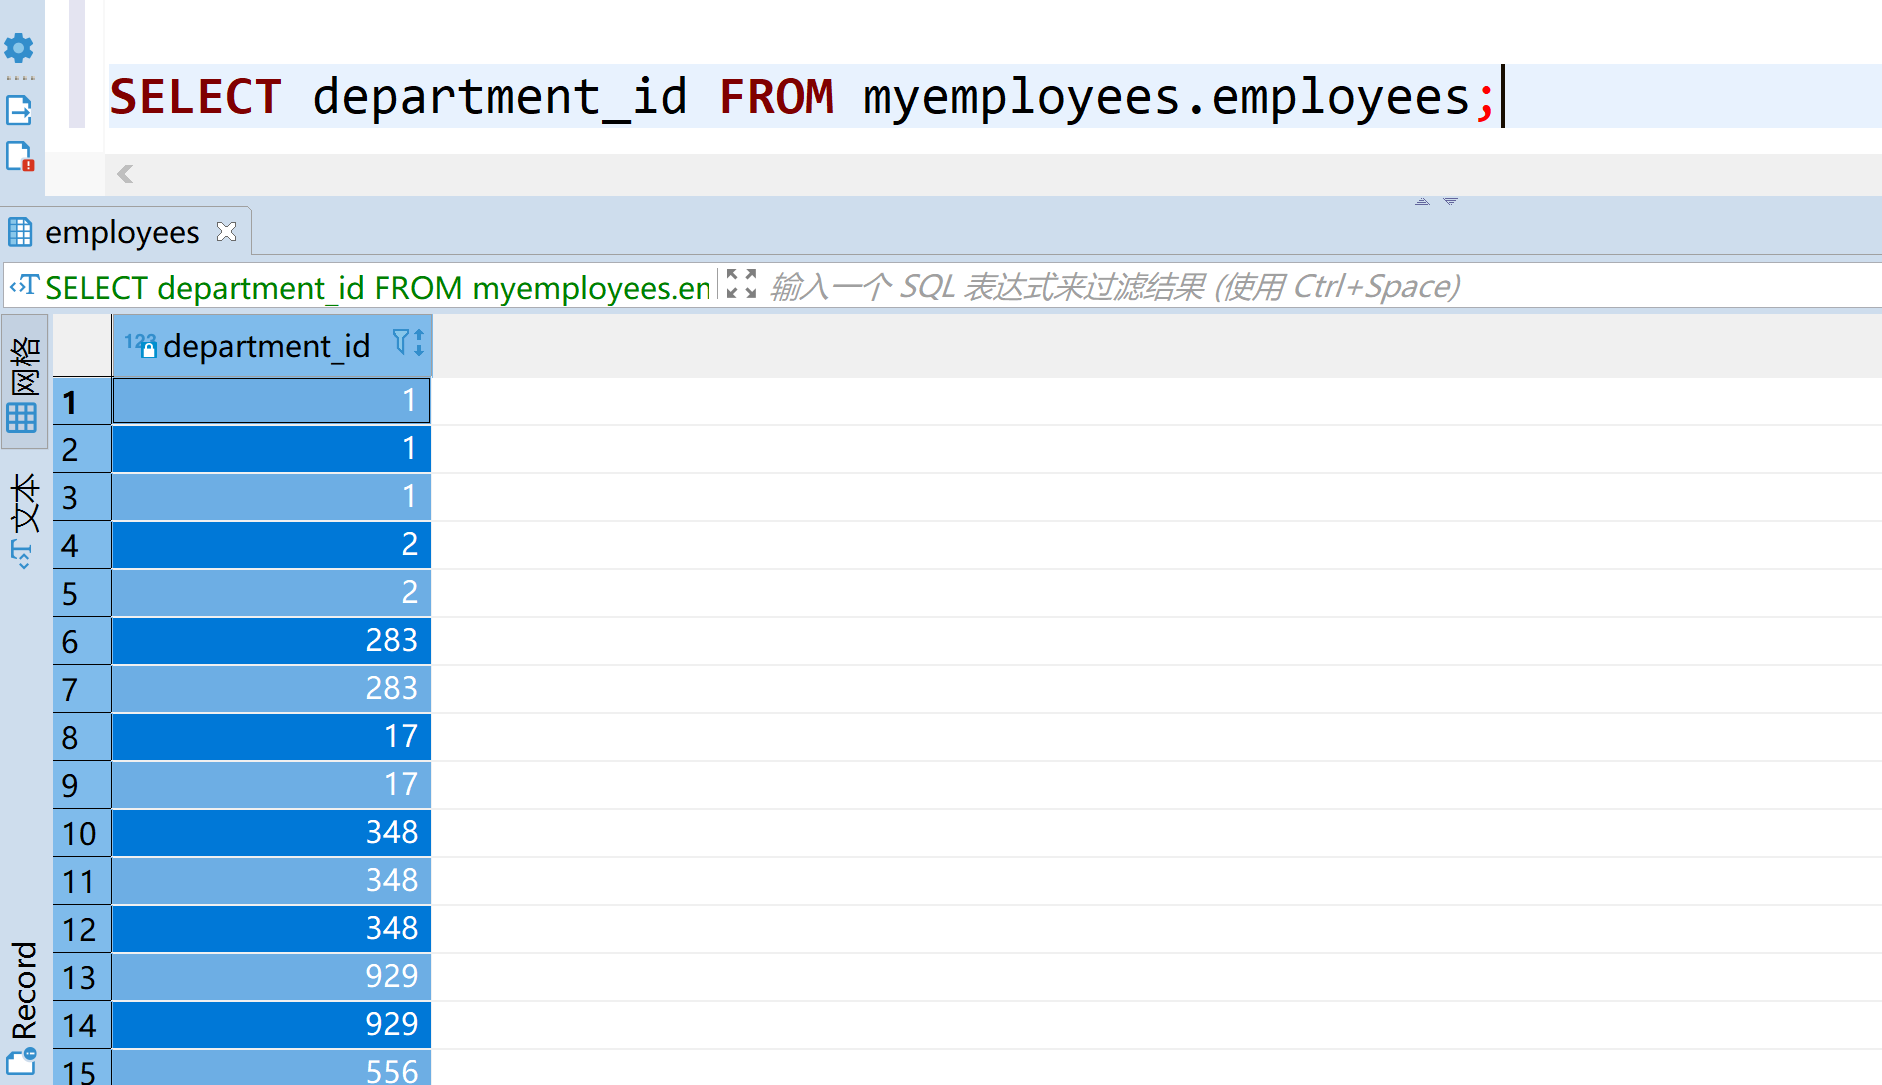 SELECT department_id FROM myemployees.employees;
employees
SELECT department_id FROM myemployees.en
输入一个 SQL 表达式来过滤结果 (使用 Ctrl+Space)
网格
文本
Record
123 department_id
1 1
2 1
3 1
4 2
5 2
6 283
7 283
8 17
9 17
10 348
11 348
12 348
13 929
14 929
15 556